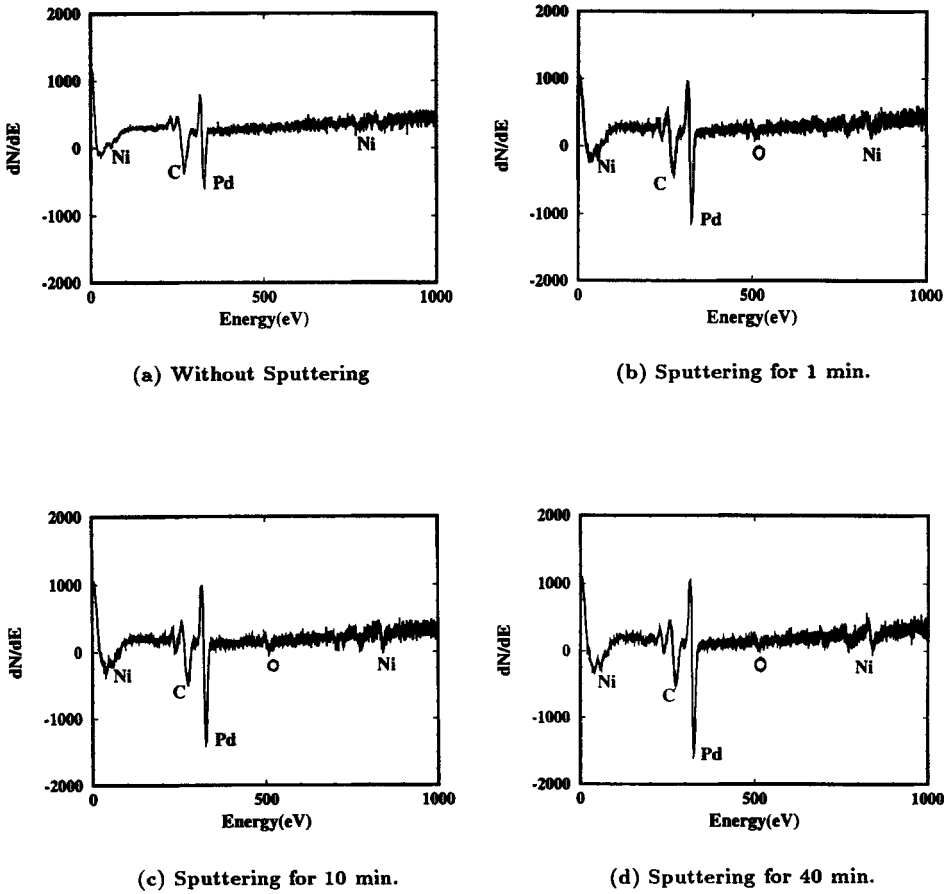 2000
1000
0
-1000
-2000
dN/dE
Ni
C
Pd
Ni
0 500 1000
Energy(eV)
(a) Without Sputtering
2000
1000
0
-1000
-2000
dN/dE
Ni
C
Pd
O
Ni
0 500 1000
Energy(eV)
(b) Sputtering for 1 min.
2000
1000
0
-1000
-2000
dN/dE
Ni
C
Pd
O
Ni
0 500 1000
Energy(eV)
(c) Sputtering for 10 min.
2000
1000
0
-1000
-2000
dN/dE
Ni
C
Pd
O
Ni
0 500 1000
Energy(eV)
(d) Sputtering for 40 min.